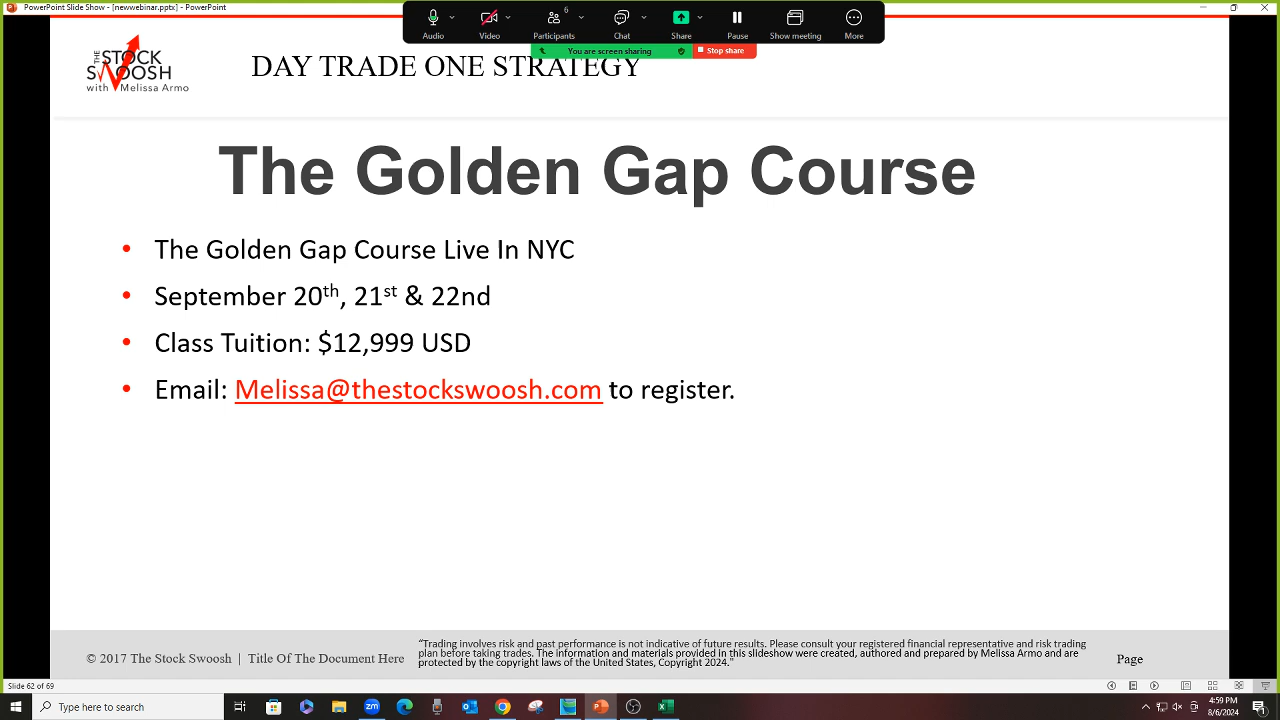 PowerPoint Slide Show - [newwebinar.pptx] - PowerPoint
Audio
Video
6
Participants
Chat
Share
Pause
Show meeting
More
You are screen sharing
Stop share
THE STOCK
SWOOSH
with Melissa Armo
DAY TRADE ONE STRATEGY
The Golden Gap Course
• The Golden Gap Course Live In NYC
• September 20th, 21st & 22nd
• Class Tuition: $12,999 USD
• Email: Melissa@thestockswoosh.com to register.
© 2017 The Stock Swoosh | Title Of The Document Here
"Trading involves risk and past performance is not indicative of future results. Please consult your registered financial representative and risk trading
plan before taking trades. The information and materials provided in this slideshow were created, authored and prepared by Melissa Armo and are
protected by the copyright laws of the United States, Copyright 2024."
Page
Slide 62 of 69
Type here to search
4:59 PM
8/6/2024